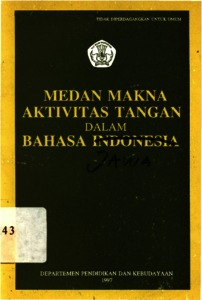 TIDAK DIPERDAGANGKAN UNTUK UMUM
MEDAN MAKNA
AKTIVITAS TANGAN
DALAM
BAHASA INDONESIA
JAWA
43
DEPARTEMEN PENDIDIKAN DAN KEBUDAYAAN
1997